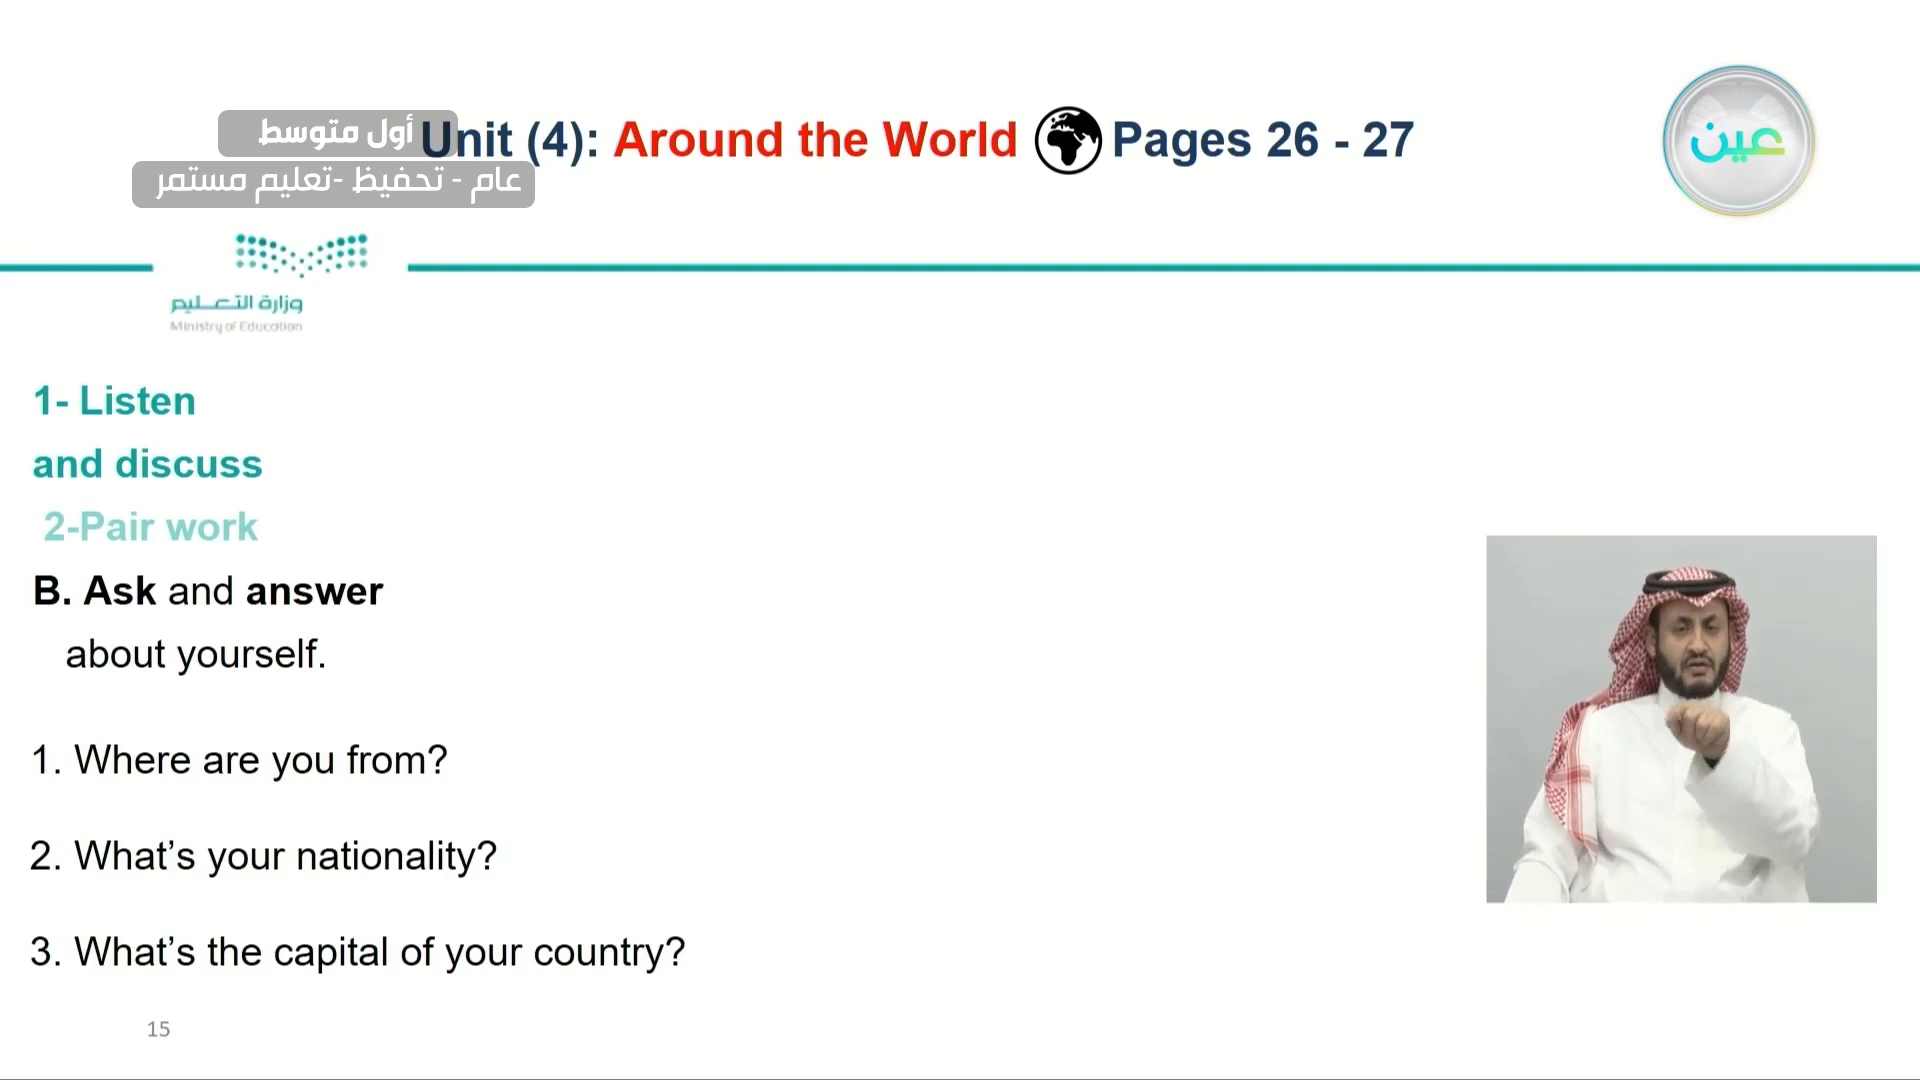 أول متوسط
Unit (4): Around the World Pages 26 - 27
عام - تحفيظ -تعليم مستمر
عين
وزارة التعليم
Ministry of Education
1- Listen
and discuss
2-Pair work
B. Ask and answer
about yourself.
1. Where are you from?
2. What’s your nationality?
3. What’s the capital of your country?
15